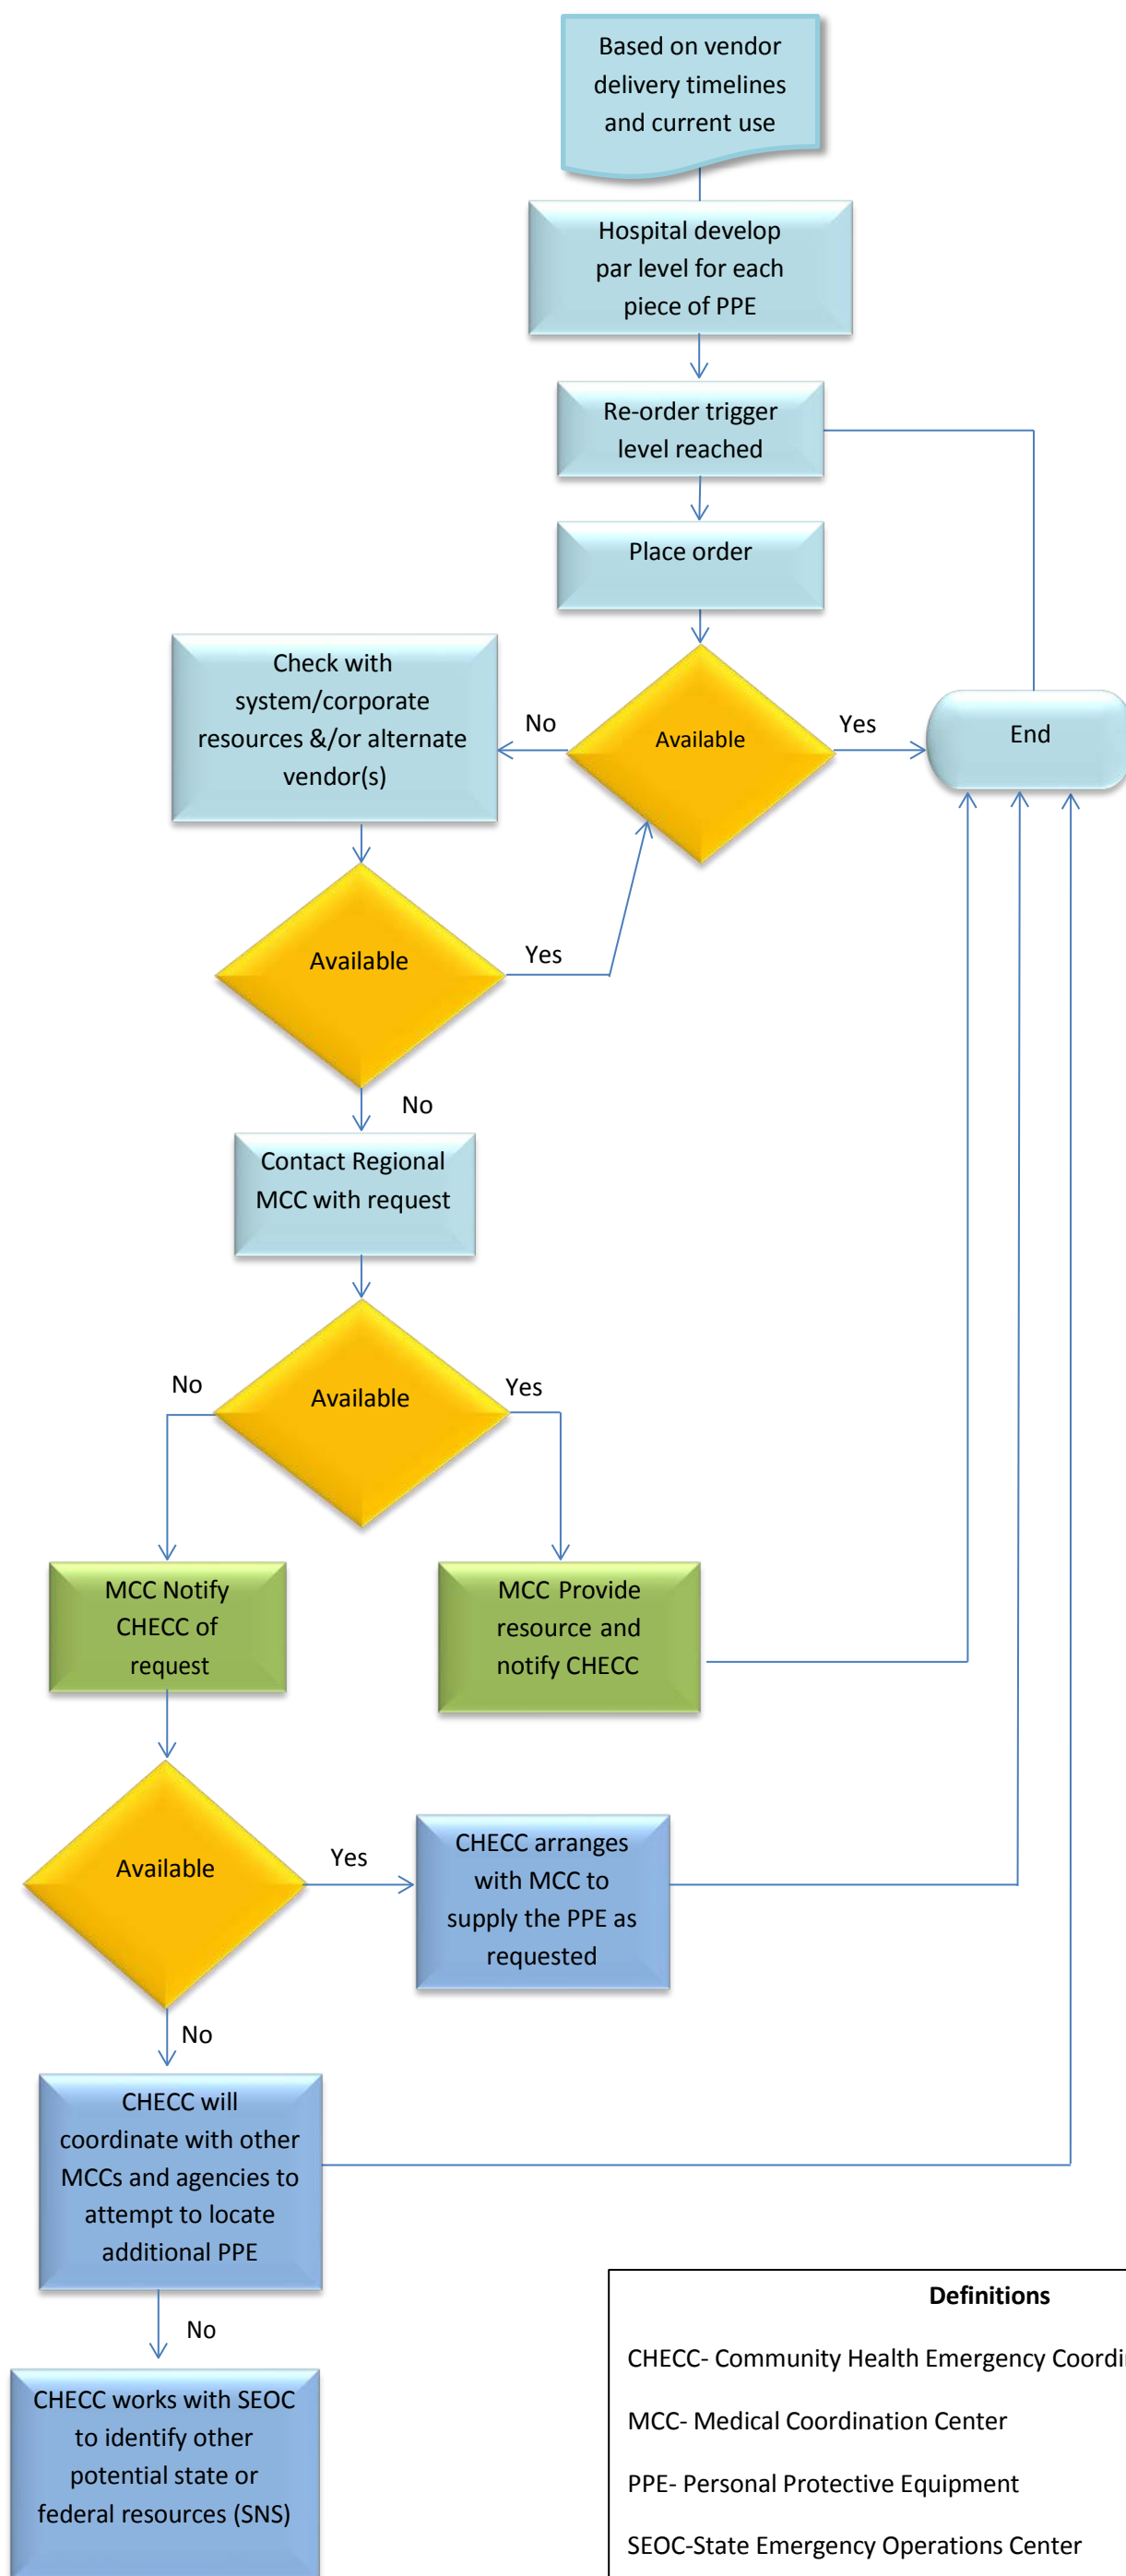 Based on vendor
delivery timelines
and current use
Hospital develop
par level for each
piece of PPE
Re-order trigger
level reached
Place order
Check with
system/corporate
resources &/or alternate
vendor(s)
No
Available
Yes
End
Available
Yes
No
Contact Regional
MCC with request
No
Available
Yes
MCC Notify
CHECC of
request
MCC Provide
resource and
notify CHECC
Available
Yes
CHECC arranges
with MCC to
supply the PPE as
requested
No
CHECC will
coordinate with other
MCCs and agencies to
attempt to locate
additional PPE
No
CHECC works with SEOC
to identify other
potential state or
federal resources (SNS)
Definitions
CHECC- Community Health Emergency
MCC- Medical Coordination Center
PPE- Personal Protective Equipment
SEOC-State Emergency Operations Center